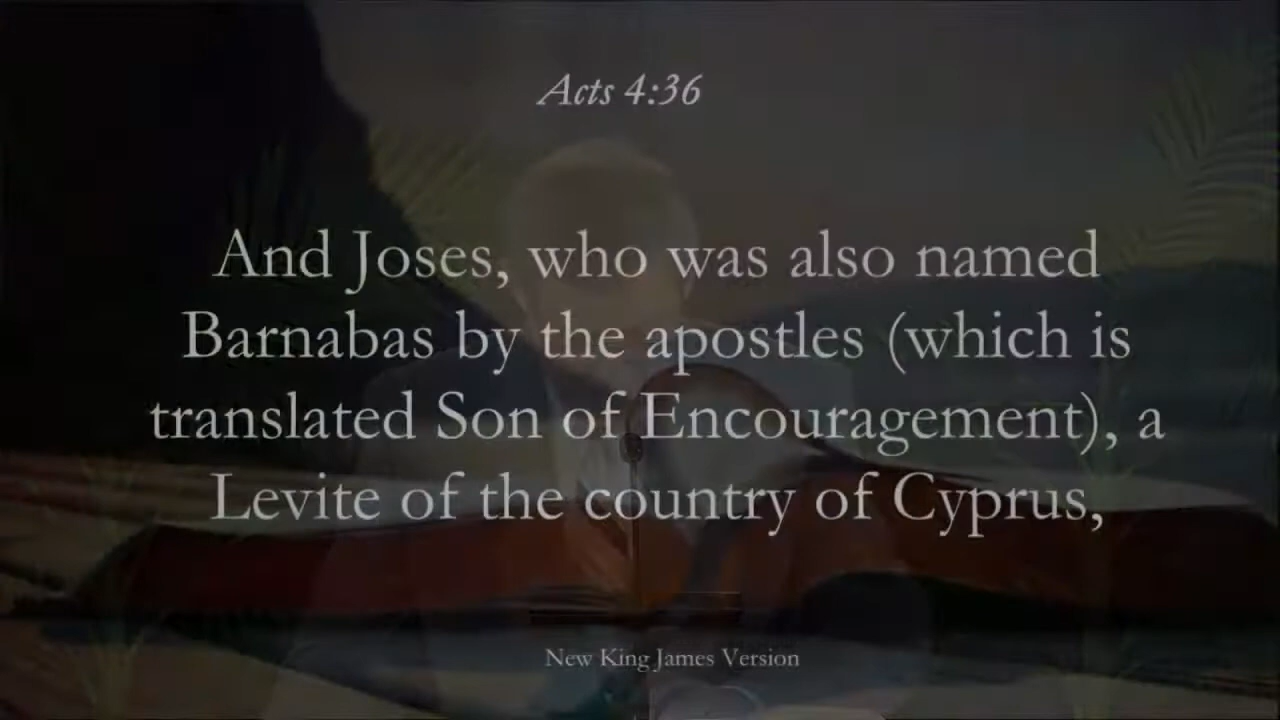 Acts 4:36
And Joses, who was also named
Barnabas by the apostles (which is
translated Son of Encouragement), a
Levite of the country of Cyprus,
New King James Version